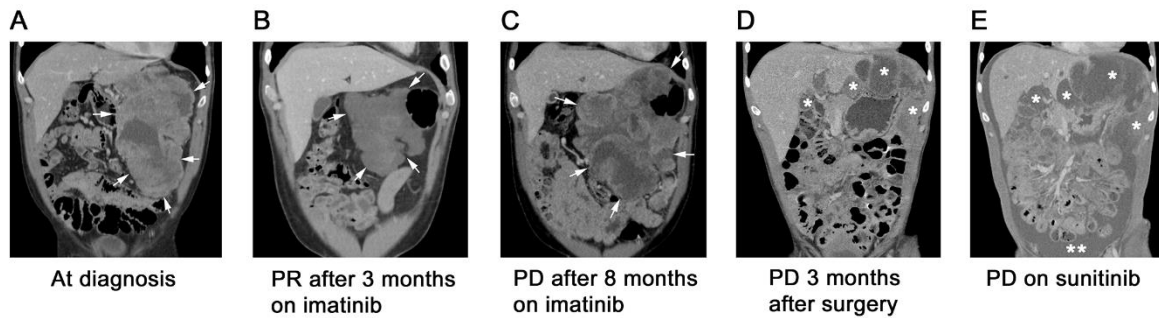 A
B
C
D
E
*
*
*
*
*
*
*
*
**
At diagnosis
PR after 3 months
on imatinib
PD after 8 months
on imatinib
PD 3 months
after surgery
PD on sunitinib